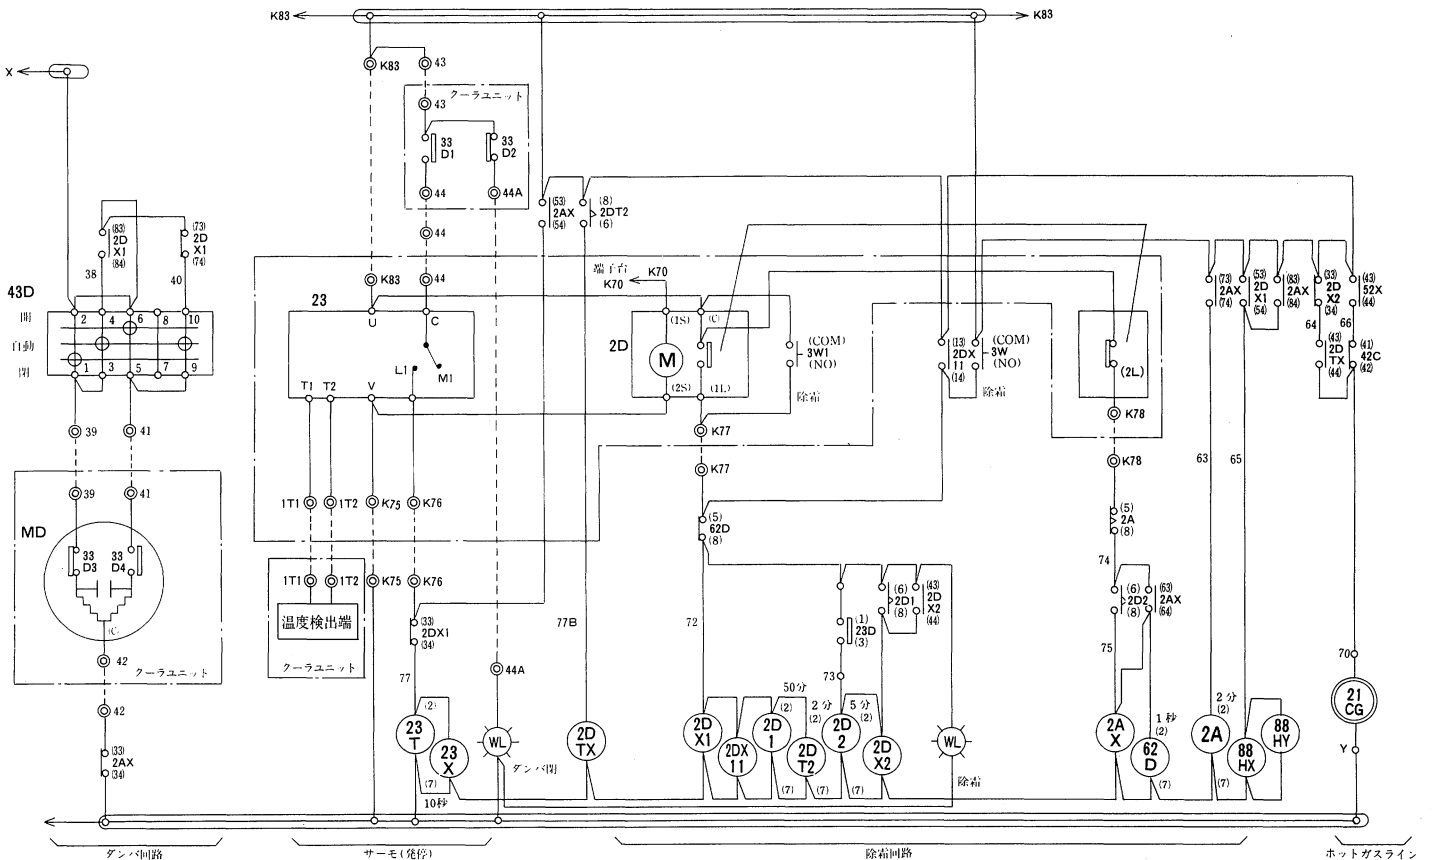 K83
K83
X
K83
43
クーラユニット
43
33
D1
33
D2
44
44A
44
K83
44
(53)
2AX
(54)
(8)
2DT2
(6)
(83)
2D
X1
(84)
(73)
2D
X1
(74)
38
40
43D
開
自動
閉
2
4
6
8
10
1
3
5
7
9
39
41
39
41
MD
33
D3
33
D4
(C)
42
クーラユニット
42
(33)
2AX
(34)
ダンパ回路
23
U
C
L1
M1
T1
T2
V
1T1
1T2
K75
K76
1T1
1T2
K75
K76
温度検出端
クーラユニット
(33)
2DX1
(34)
77
(2)
23
T
23
X
(7)
10秒
44A
WL
ダンパ閉
サーモ(発停)
端子台
K70
K70
2D
(1S)
(C)
M
(2S)
(1L)
(COM)
3W1
(NO)
除霜
K77
K77
(5)
62D
(8)
77B
72
2D
TX
2D
X1
2DX
11
50分
(2)
2D
1
(7)
2分
(2)
2D
T2
(7)
(1)
23D
(3)
73
2D
2
5分
(2)
(7)
2D
X2
(6)
2D1
(8)
(43)
2D
X2
(44)
WL
除霜
除霜回路
(13)
2DX
11
(14)
(COM)
3W
(NO)
除霜
(2L)
K78
K78
(5)
2A
(8)
74
(6)
2D2
(8)
(63)
2AX
(64)
75
2A
X
1秒
(2)
62
D
(7)
(73)
2AX
(74)
(53)
2D
X1
(54)
(83)
2AX
(84)
(33)
2D
X2
(34)
(43)
52X
(44)
64
66
(43)
2D
TX
(44)
(41)
42C
(42)
63
65
2分
(2)
2A
(7)
88
HX
88
HY
70
21
CG
Y
ホットガスライン